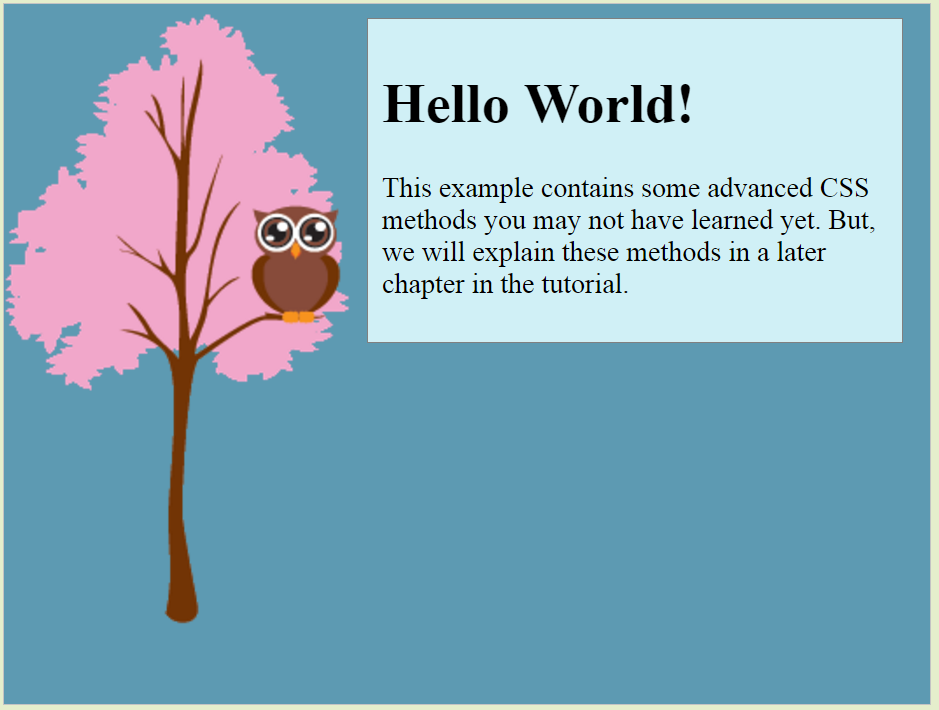 Hello World!
This example contains some advanced CSS
methods you may not have learned yet. But,
we will explain these methods in a later
chapter in the tutorial.